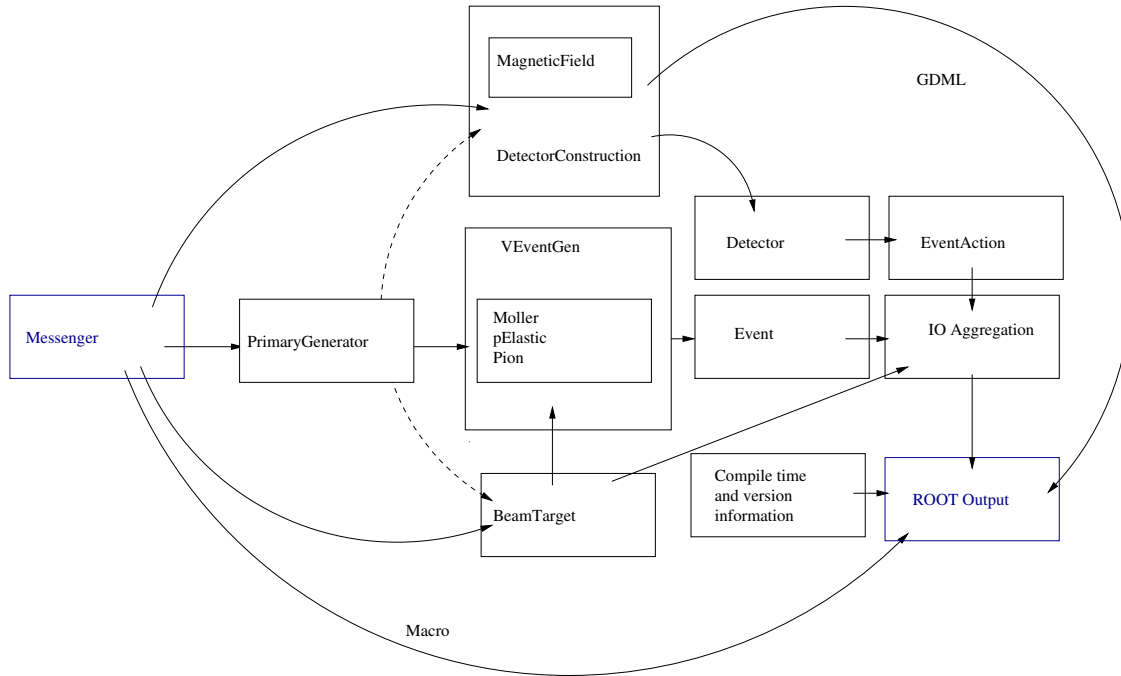 MagneticField
GDML
DetectorConstruction
Detector
EventAction
VEventGen
Moller
pElastic
Pion
Messenger
PrimaryGenerator
Event
IO Aggregation
Compile time
and version
information
ROOT Output
BeamTarget
Macro